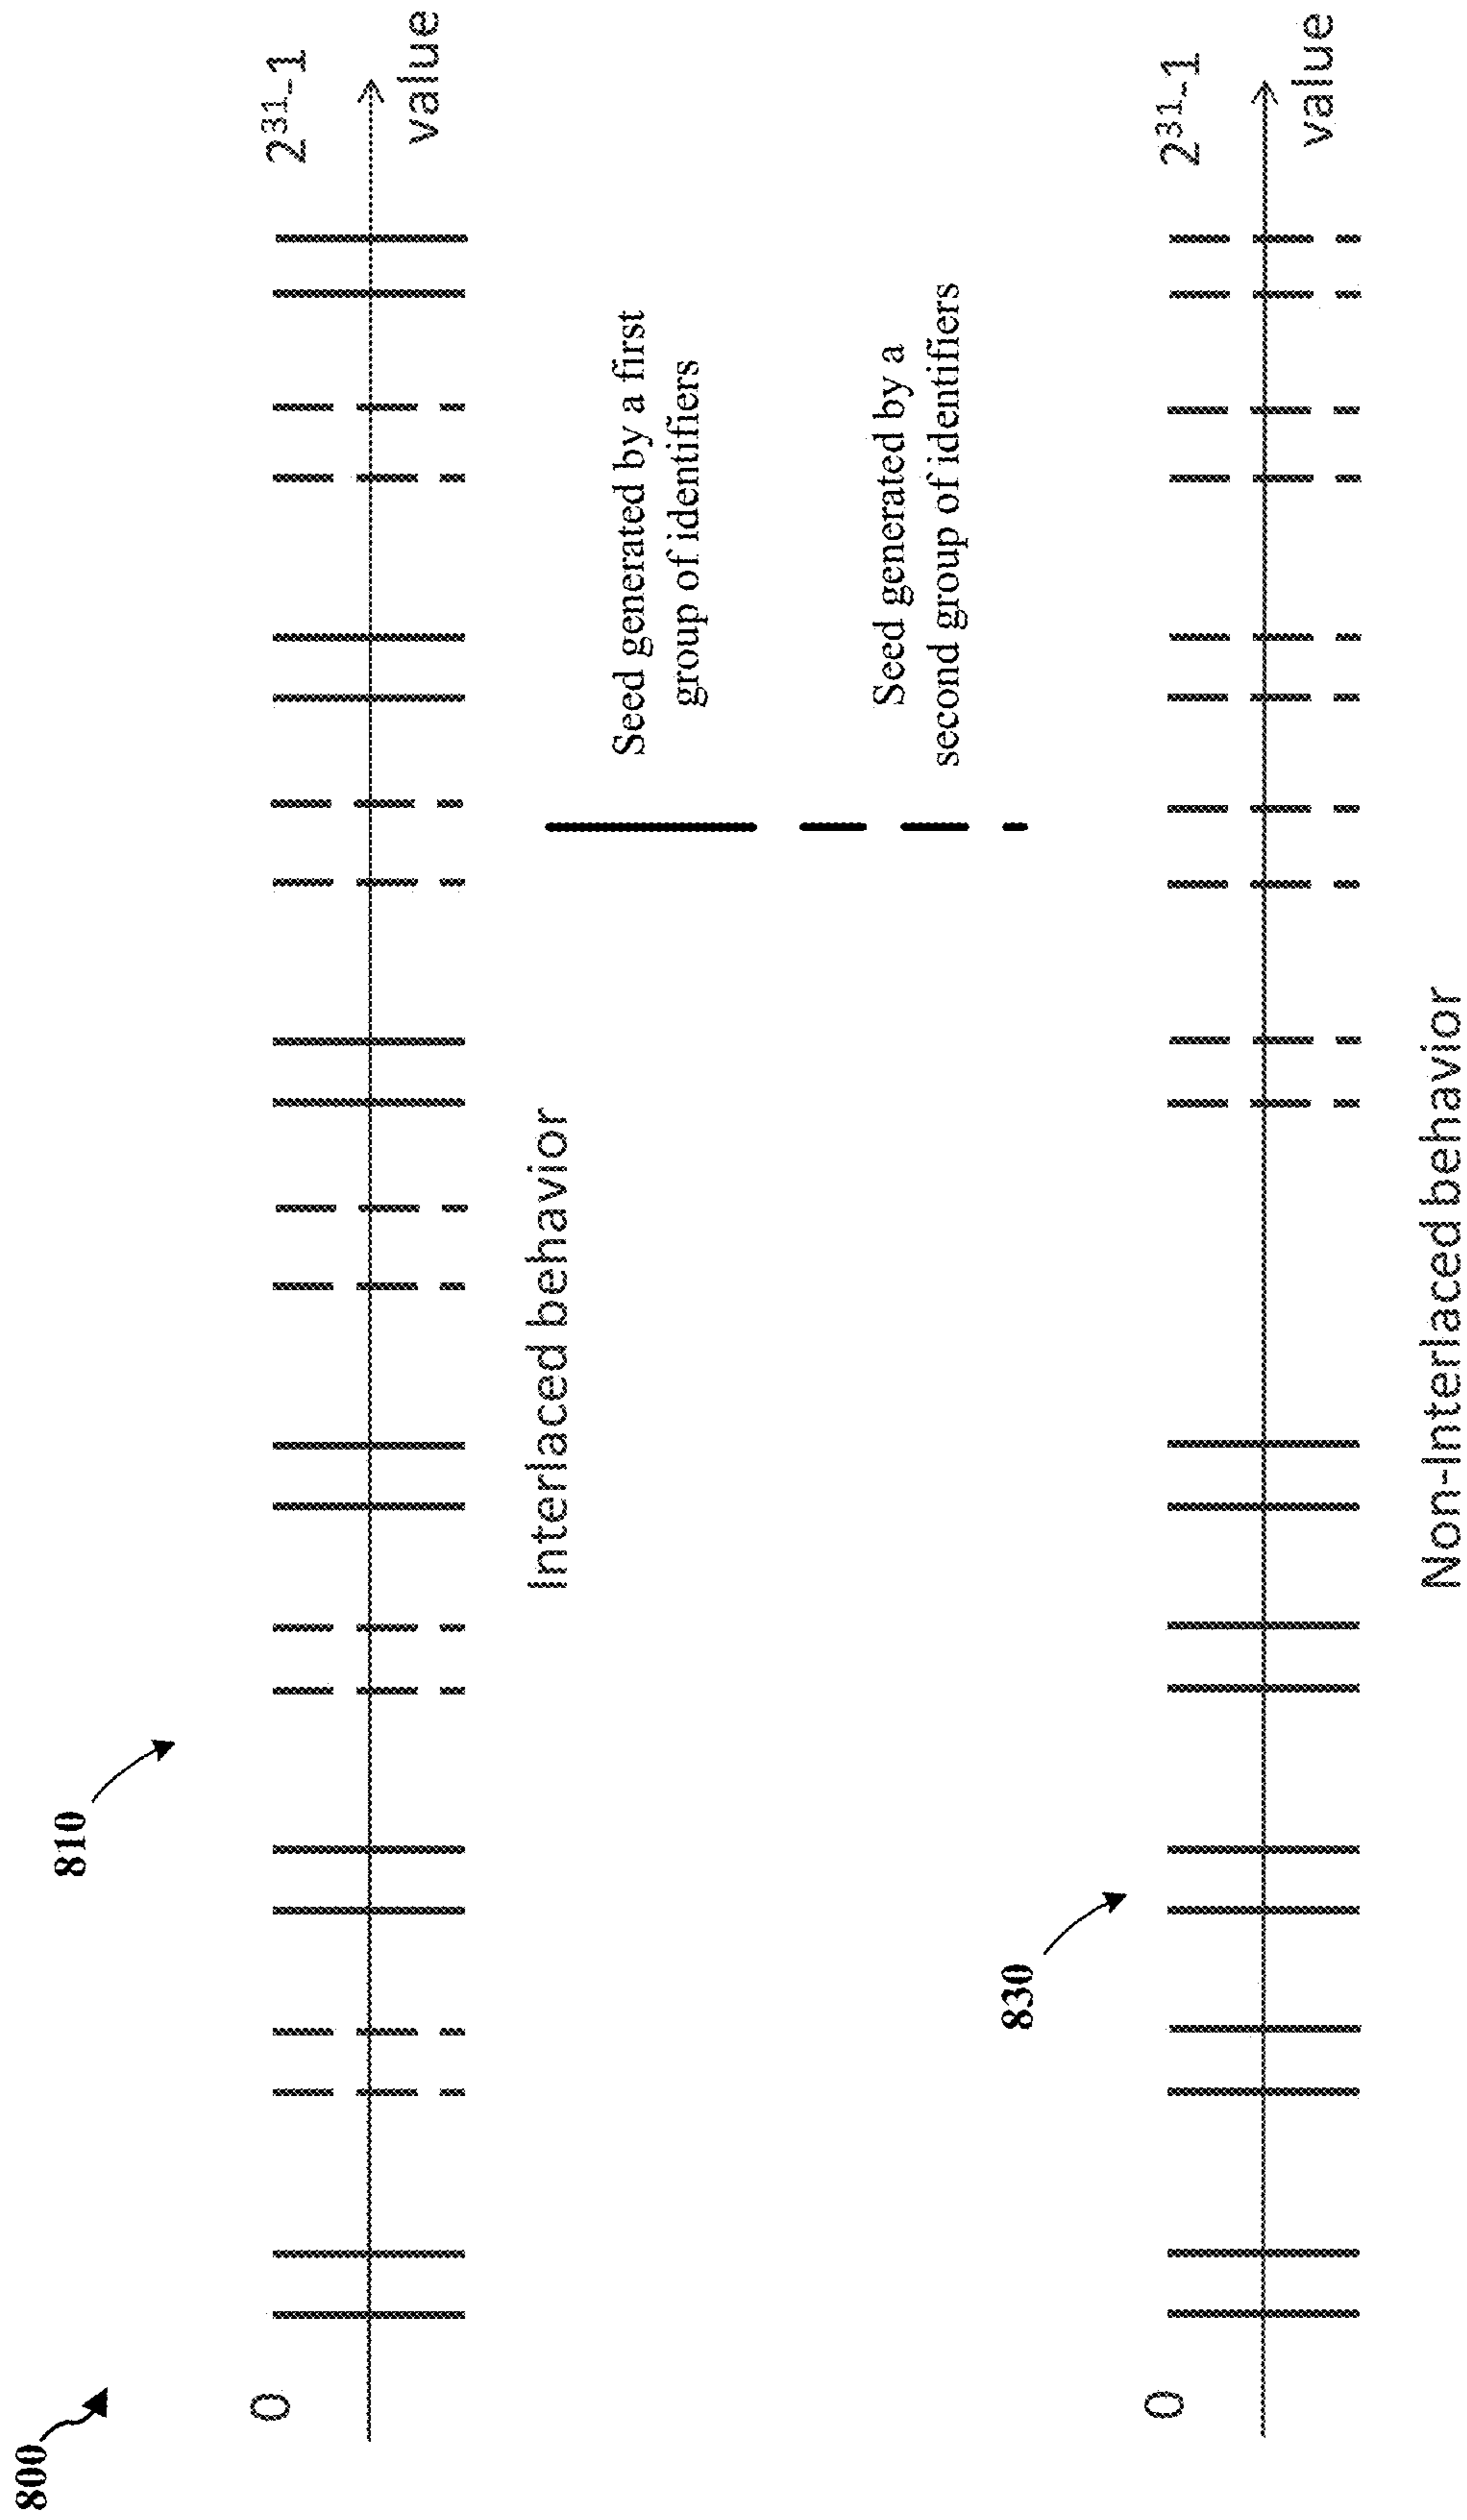 800
810
0
2³¹-1
value
Interlaced behavior
Seed generated by a first
group of identifiers
Seed generated by a
second group of identifiers
830
0
2³¹-1
value
Non-Interlaced behavior